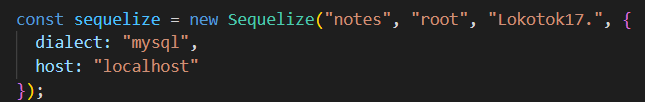 const sequelize = new Sequelize("notes", "root", "Lokotok17.", {
  dialect: "mysql",
  host: "localhost"
});